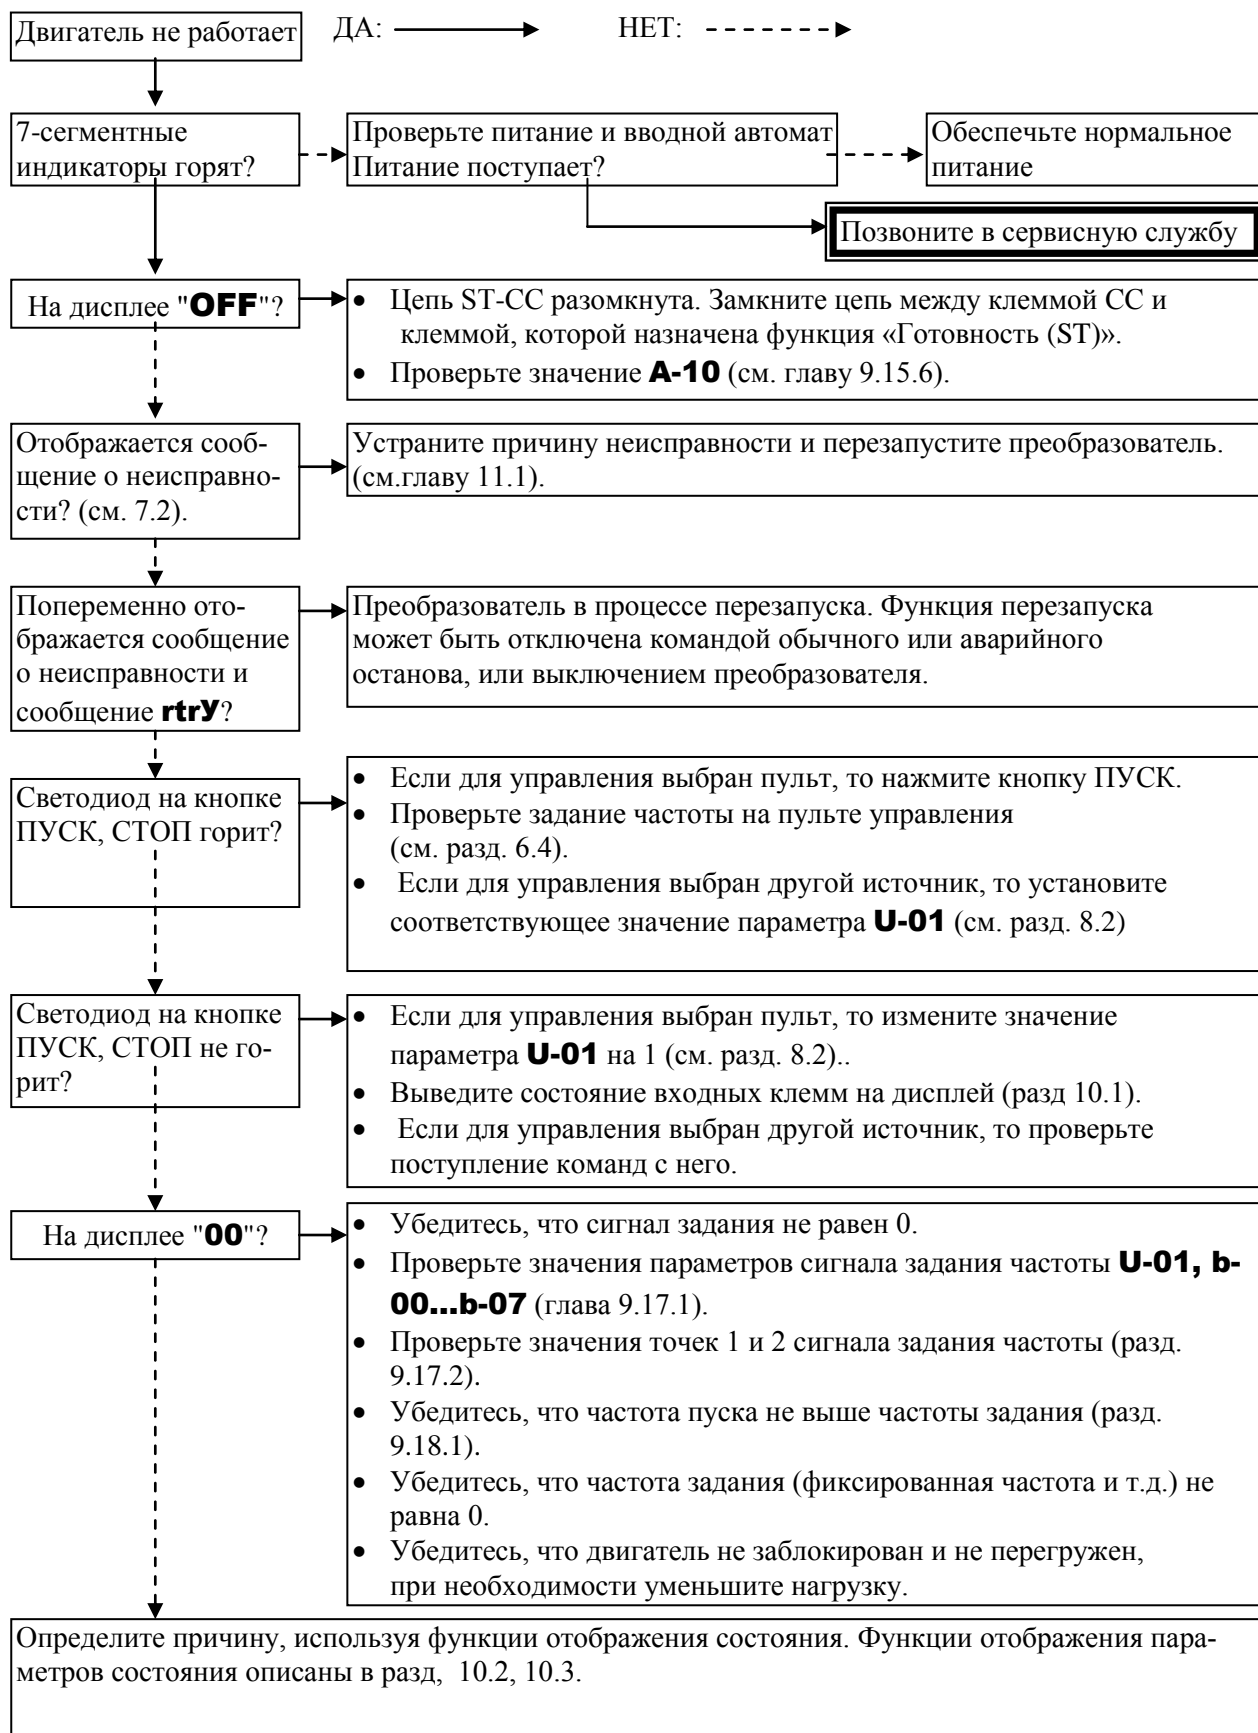 Двигатель не работает
ДА:
НЕТ:
7-сегментные
индикаторы горят?
Проверьте питание и вводной автомат
Питание поступает?
Обеспечьте нормальное
питание
Позвоните в сервисную службу
На дисплее "OFF"?
• Цепь ST-CC разомкнута. Замкните цепь между клеммой СС и
клеммой, которой назначена функция «Готовность (ST)».
• Проверьте значение A-10 (см. главу 9.15.6).
Отображается сооб-
щение о неисправно-
сти? (см. 7.2).
Устраните причину неисправности и перезапустите преобразователь.
(см.главу 11.1).
Попеременно ото-
бражается сообщение
о неисправности и
сообщение rtrУ?
Преобразователь в процессе перезапуска. Функция перезапуска
может быть отключена командой обычного или аварийного
останова, или выключением преобразователя.
Светодиод на кнопке
ПУСК, СТОП горит?
• Если для управления выбран пульт, то нажмите кнопку ПУСК.
• Проверьте задание частоты на пульте управления
(см. разд. 6.4).
• Если для управления выбран другой источник, то установите
соответствующее значение параметра U-01 (см. разд. 8.2)
Светодиод на кнопке
ПУСК, СТОП не го-
рит?
• Если для управления выбран пульт, то измените значение
параметра U-01 на 1 (см. разд. 8.2)..
• Выведите состояние входных клемм на дисплей (разд 10.1).
• Если для управления выбран другой источник, то проверьте
поступление команд с него.
На дисплее "00"?
• Убедитесь, что сигнал задания не равен 0.
• Проверьте значения параметров сигнала задания частоты U-01, b-
00...b-07 (глава 9.17.1).
• Проверьте значения точек 1 и 2 сигнала задания частоты (разд.
9.17.2).
• Убедитесь, что частота пуска не выше частоты задания (разд.
9.18.1).
• Убедитесь, что частота задания (фиксированная частота и т.д.) не
равна 0.
• Убедитесь, что двигатель не заблокирован и не перегружен,
при необходимости уменьшите нагрузку.
Определите причину, используя функции отображения состояния. Функции отображения пара-
метров состояния описаны в разд, 10.2, 10.3.